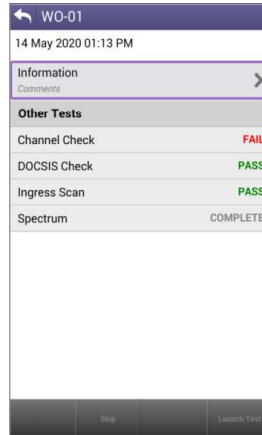 WO-01
14 May 2020 01:13 PM
Information
Comments
Other Tests
Channel Check FAIL
DOCSIS Check PASS
Ingress Scan PASS
Spectrum COMPLETE
Skip Launch Test